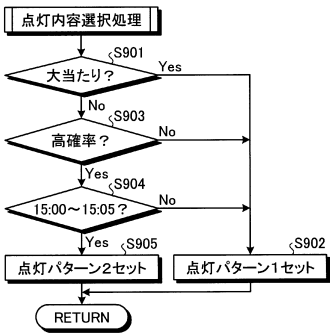 点灯内容選択処理
S901
大当たり？
Yes
No
S903
高確率？
No
Yes
S904
15:00～15:05？
No
Yes
S905
S902
点灯パターン2セット
点灯パターン1セット
RETURN